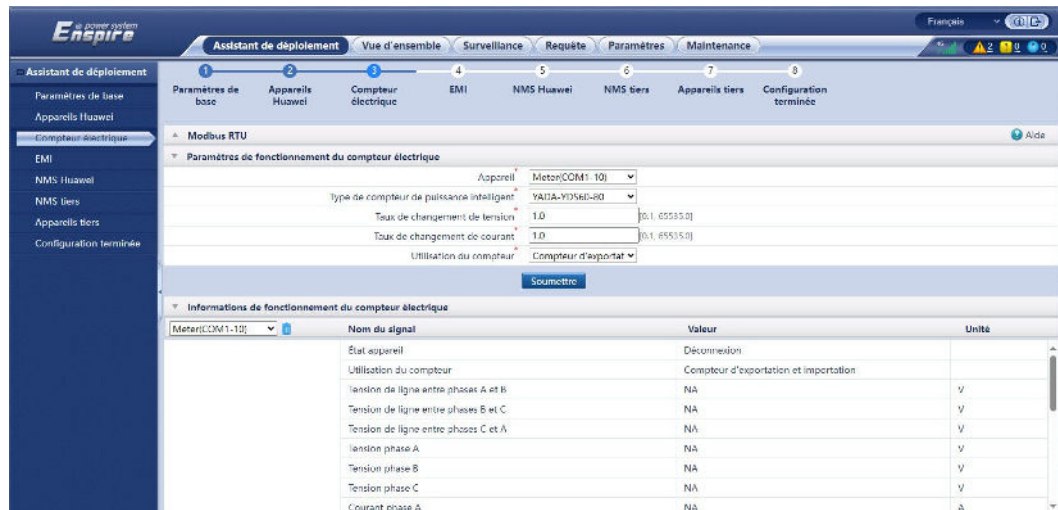 e power system
Enspire
Français
Assistant de déploiement
Vue d'ensemble
Surveillance
Requête
Paramètres
Maintenance
2
0
0
Assistant de déploiement
Paramètres de base
Appareils Huawei
Compteur électrique
EMI
NMS Huawei
NMS tiers
Appareils tiers
Configuration terminée
1
2
3
4
5
6
7
8
Paramètres de base
Appareils Huawei
Compteur électrique
EMI
NMS Huawei
NMS tiers
Appareils tiers
Configuration terminée
Modbus RTU
Aide
Paramètres de fonctionnement du compteur électrique
Appareil * Meter(COM1-10)
Type de compteur de puissance intelligent * YADA-YDS60-80
Taux de changement de tension * 1.0 [0.1, 65535.0]
Taux de changement de courant * 1.0 [0.1, 65535.0]
Utilisation du compteur * Compteur d'exportat
Soumettre
Informations de fonctionnement du compteur électrique
Meter(COM1-10) Nom du signal Valeur Unité
État appareil Déconnexion
Utilisation du compteur Compteur d'exportation et importation
Tension de ligne entre phases A et B NA V
Tension de ligne entre phases B et C NA V
Tension de ligne entre phases C et A NA V
Tension phase A NA V
Tension phase B NA V
Tension phase C NA V
Courant phase A NA A